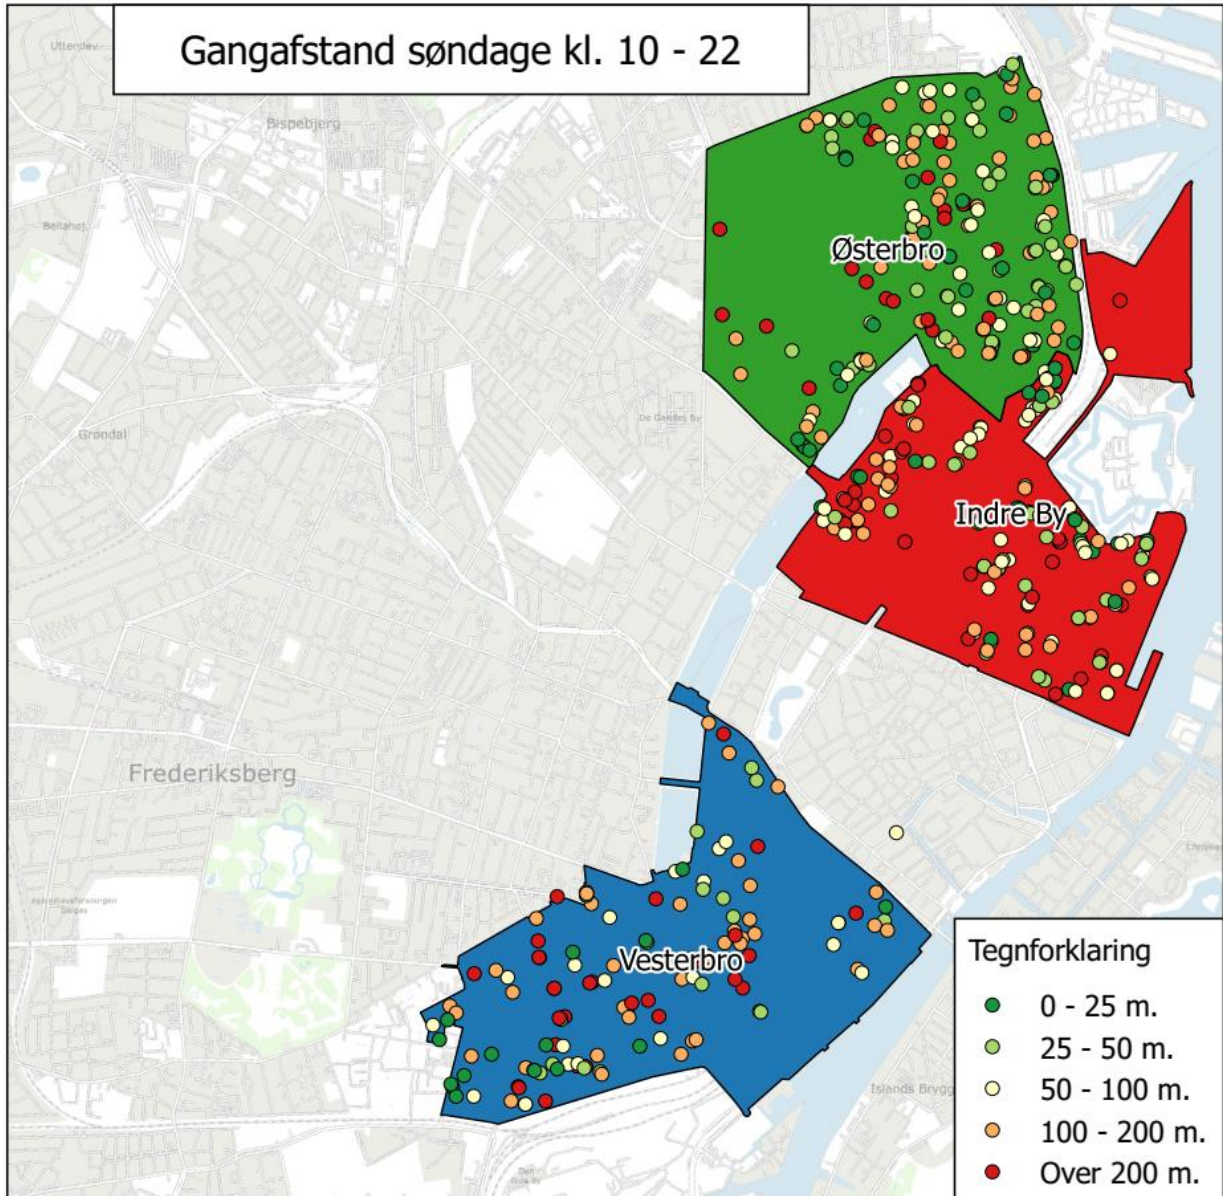 Gangafstand søndage kl. 10 - 22
Utterslev
Bispebjerg
Bellahøj
Østerbro
De Gamles By
Grøndal
Indre By
Frederiksberg
Vesterbro
Tegnforklaring
0 - 25 m.
25 - 50 m.
50 - 100 m.
100 - 200 m.
Over 200 m.
Islands Brygg